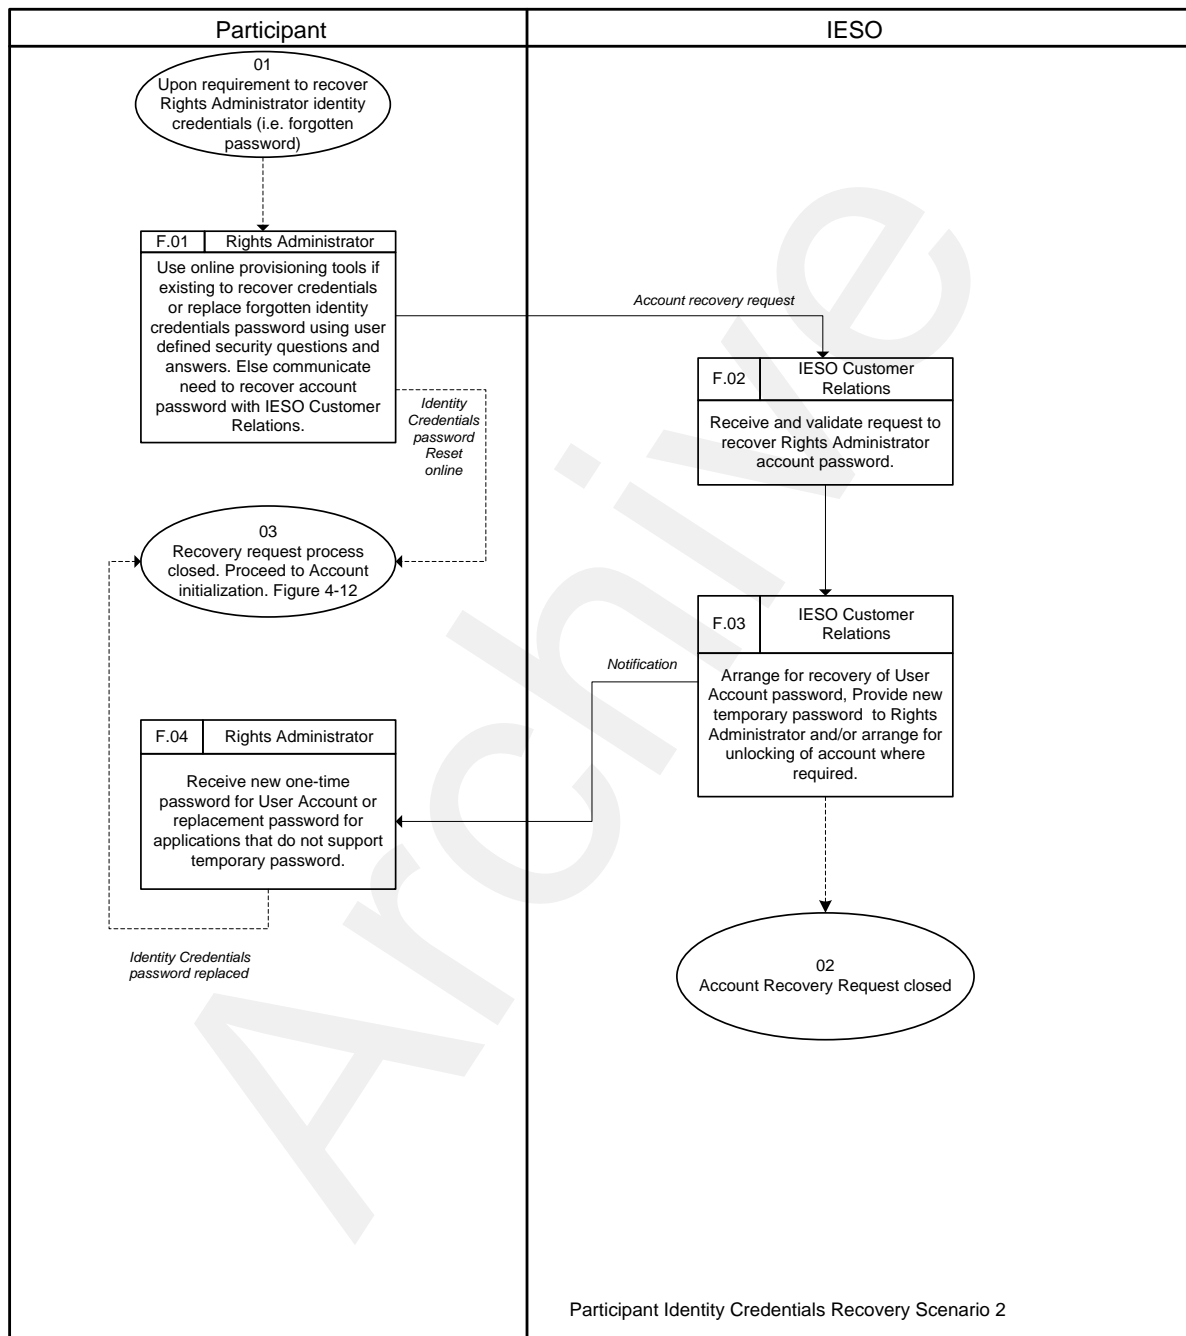 Participant
IESO
01
Upon requirement to recover
Rights Administrator identity
credentials (i.e. forgotten
password)
F.01
Rights Administrator
Use online provisioning tools if
existing to recover credentials
or replace forgotten identity
credentials password using user
defined security questions and
answers. Else communicate
need to recover account
password with IESO Customer
Relations.
Account recovery request
F.02
IESO Customer
Relations
Receive and validate request to
recover Rights Administrator
account password.
Identity
Credentials
password
Reset
online
03
Recovery request process
closed. Proceed to Account
initialization. Figure 4-12
F.03
IESO Customer
Relations
Arrange for recovery of User
Account password, Provide new
temporary password  to Rights
Administrator and/or arrange for
unlocking of account where
required.
Notification
F.04
Rights Administrator
Receive new one-time
password for User Account or
replacement password for
applications that do not support
temporary password.
Identity Credentials
password replaced
02
Account Recovery Request closed
Archive
Participant Identity Credentials Recovery Scenario 2